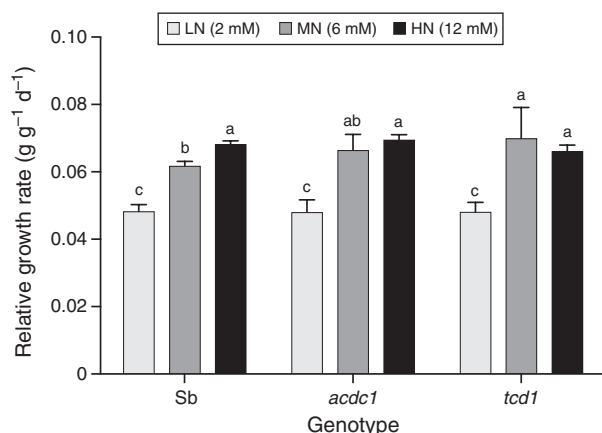 LN (2 mM) MN (6 mM) HN (12 mM)
Relative growth rate (g g⁻¹ d⁻¹)
0.10
0.08
0.06
0.04
0.02
0
c b a
c ab a
c a a
Sb acdc1 tcd1
Genotype